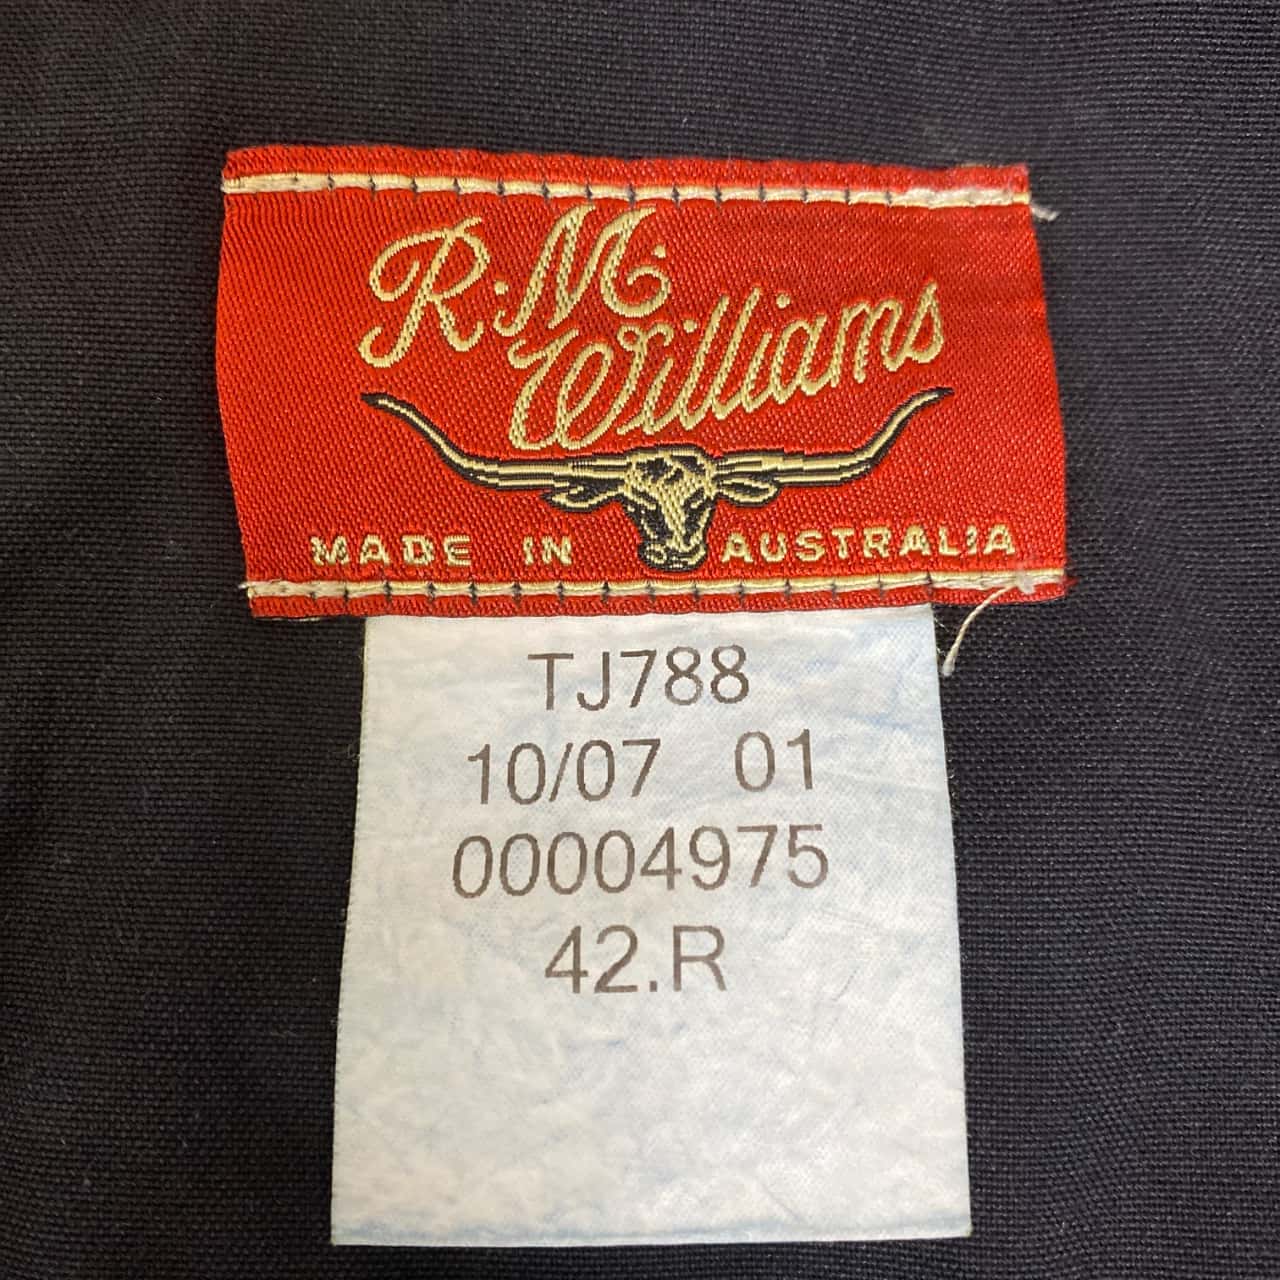 R.M.
Williams
MADE IN AUSTRALIA
TJ788
10/07 01
00004975
42.R